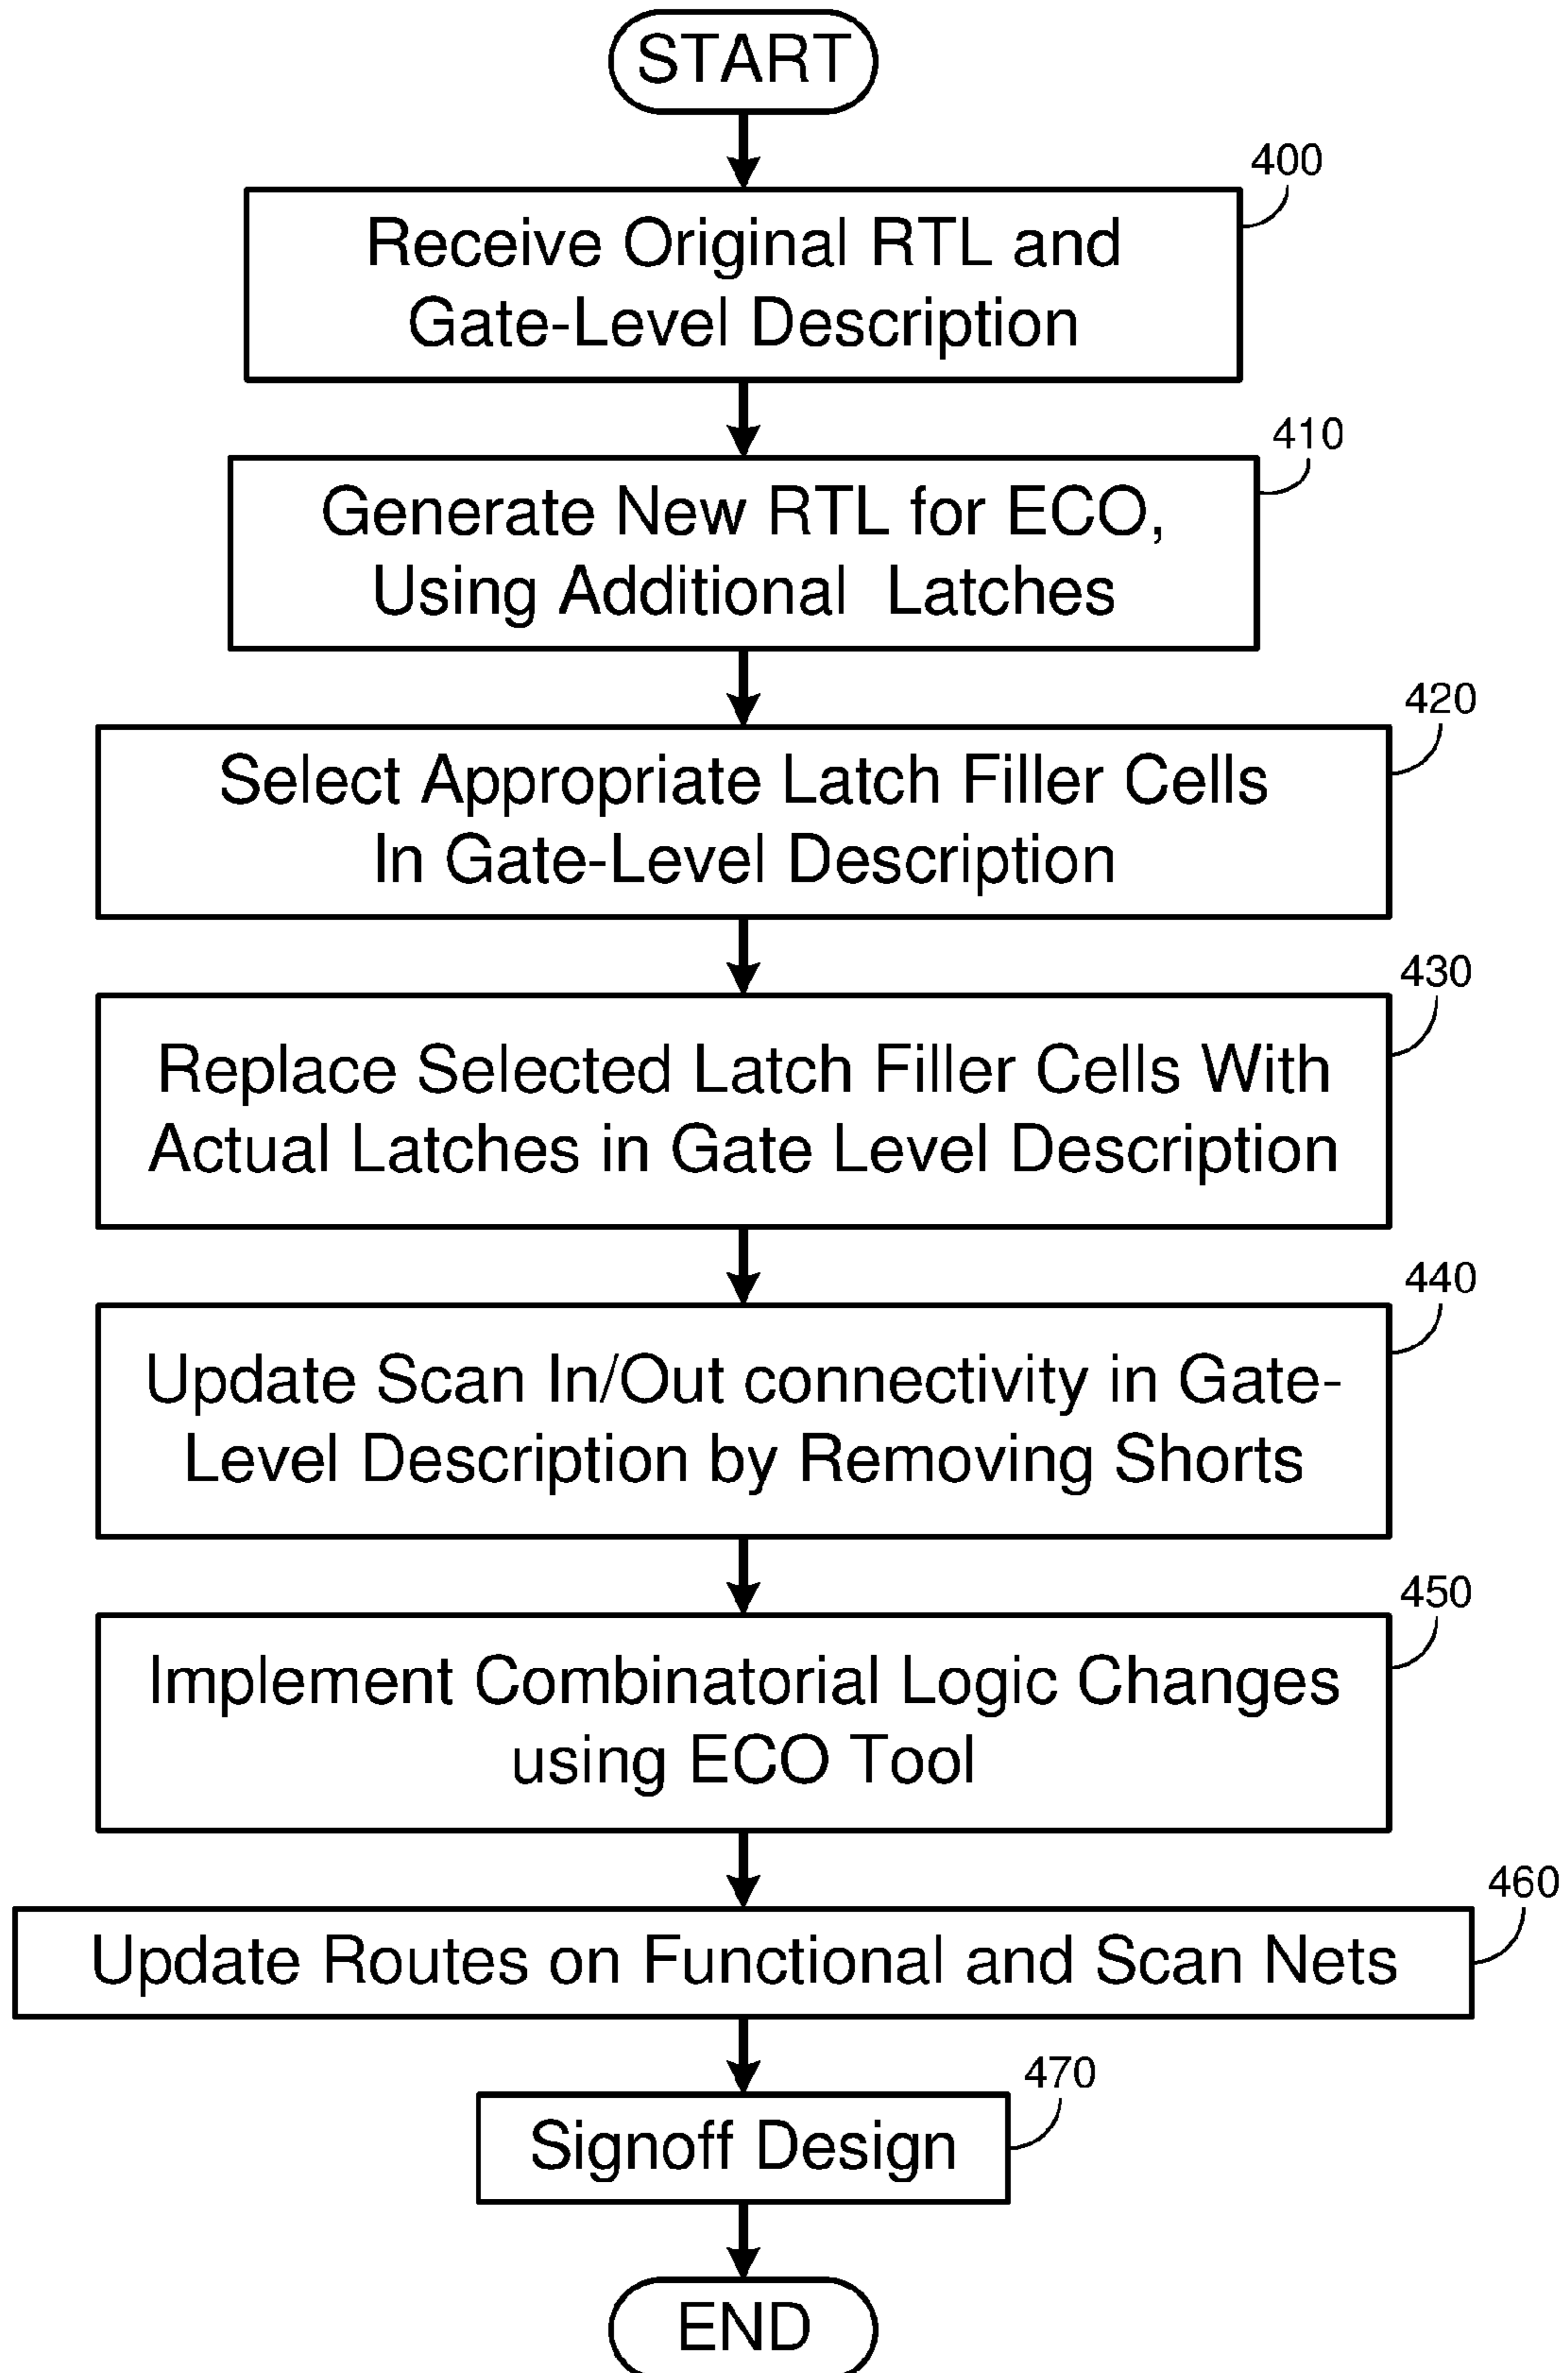 START
400
Receive Original RTL and
Gate-Level Description
410
Generate New RTL for ECO,
Using Additional Latches
420
Select Appropriate Latch Filler Cells
In Gate-Level Description
430
Replace Selected Latch Filler Cells With
Actual Latches in Gate Level Description
440
Update Scan In/Out connectivity in Gate-
Level Description by Removing Shorts
450
Implement Combinatorial Logic Changes
using ECO Tool
460
Update Routes on Functional and Scan Nets
470
Signoff Design
END